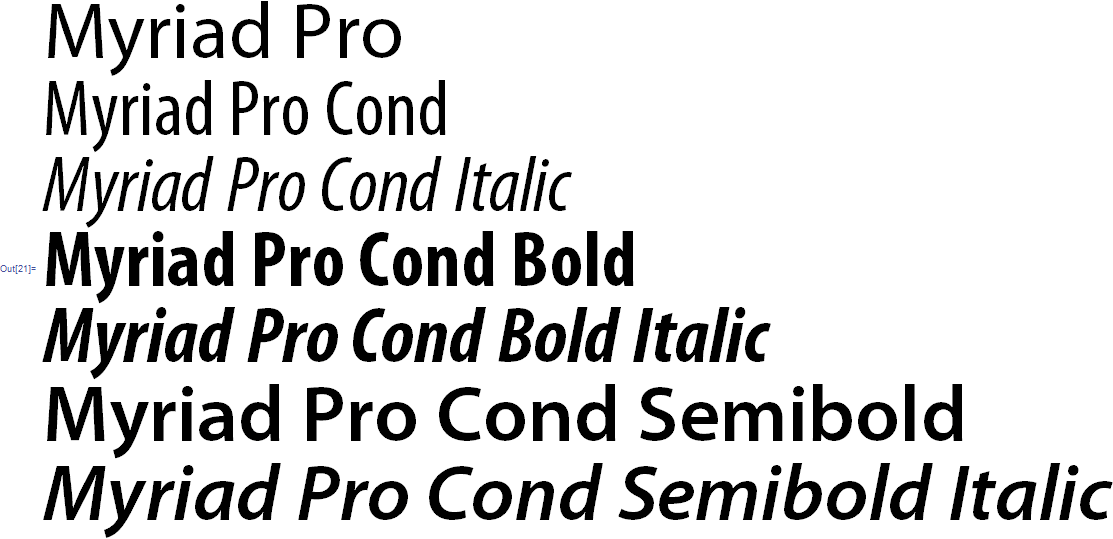 Myriad Pro
Myriad Pro Cond
Myriad Pro Cond Italic
Out[21]= Myriad Pro Cond Bold
Myriad Pro Cond Bold Italic
Myriad Pro Cond Semibold
Myriad Pro Cond Semibold Italic